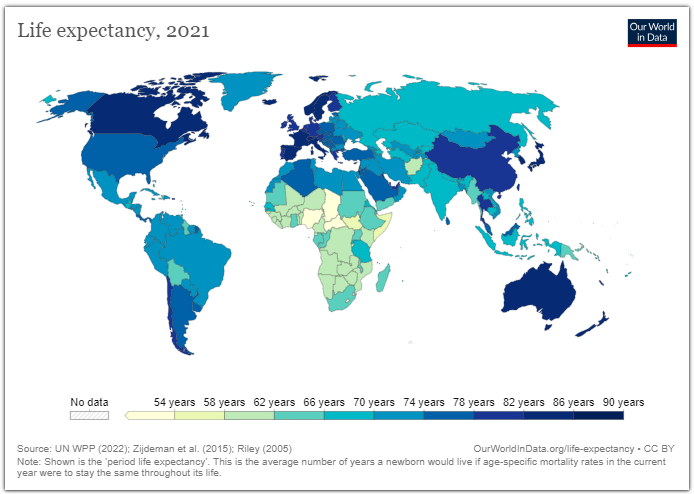 Life expectancy, 2021
Our World
in Data
No data
54 years
58 years
62 years
66 years
70 years
74 years
78 years
82 years
86 years
90 years
Source: UN WPP (2022); Zijdeman et al. (2015); Riley (2005)
OurWorldInData.org/life-expectancy • CC BY
Note: Shown is the 'period life expectancy'. This is the average number of years a newborn would live if age-specific mortality rates in the current
year were to stay the same throughout its life.